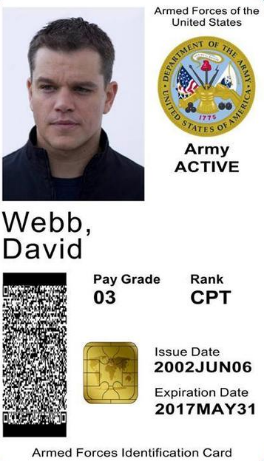 Armed Forces of the
United States
DEPARTMENT OF THE ARMY
UNITED STATES OF AMERICA
1775
Army
ACTIVE
Webb,
David
Pay Grade
Rank
03
CPT
Issue Date
2002JUN06
Expiration Date
2017MAY31
Armed Forces Identification Card